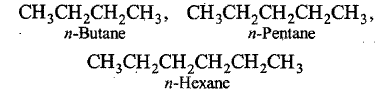 CH₃CH₂CH₂CH₃, CH₃CH₂CH₂CH₂CH₃,
n-Butane n-Pentane
CH₃CH₂CH₂CH₂CH₂CH₃
n-Hexane